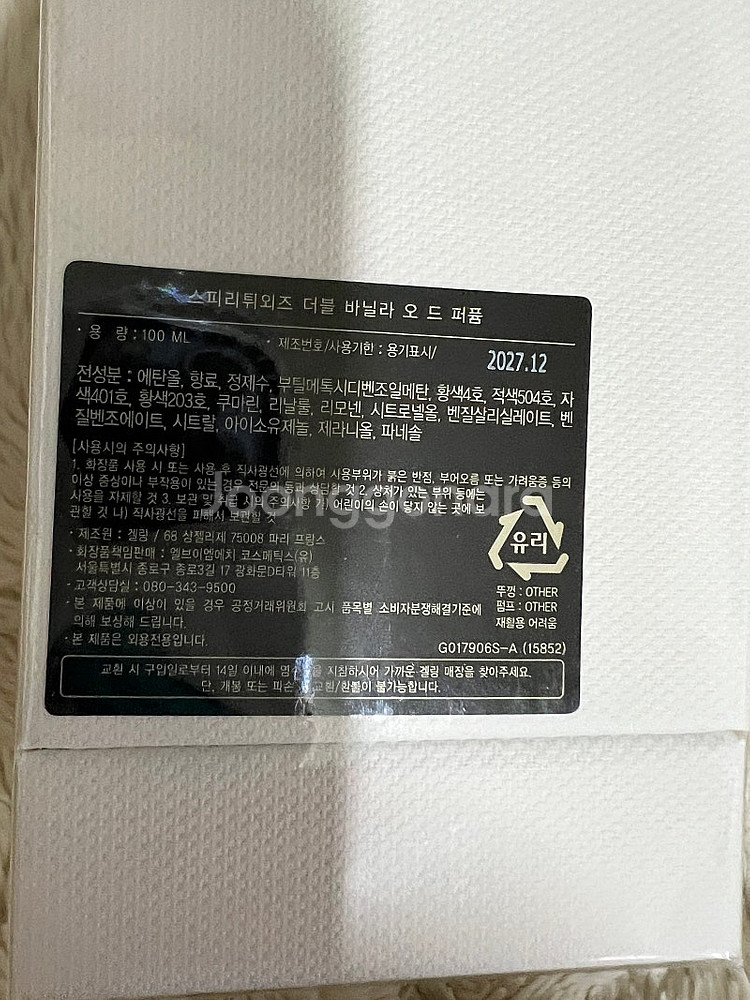 스피리튀외즈 더블 바닐라 오 드 퍼퓸
· 용 량 : 100 ML
· 제조번호/사용기한 : 용기표시/ 2027.12
전성분 : 에탄올, 향료, 정제수, 부틸메톡시디벤조일메탄, 황색4호, 적색504호, 자
색401호, 황색203호, 쿠마린, 리날룰, 리모넨, 시트로넬올, 벤질살리실레이트, 벤
질벤조에이트, 시트랄, 아이소유제놀, 제라니올, 파네솔
[사용시의 주의사항]
1. 화장품 사용 시 또는 사용 후 직사광선에 의하여 사용부위가 붉은 반점, 부어오름 또는 가려움증 등의
이상 증상이나 부작용이 있는 경우 전문의 등과 상담할 것 2. 상처가 있는 부위 등에는
사용을 자제할 것 3. 보관 및 취급 시의 주의사항 가) 어린이의 손이 닿지 않는 곳에 보
관할 것 나) 직사광선을 피해서 보관할 것
· 제조원 : 겔랑 / 68 샹젤리제 75008 파리 프랑스
· 화장품책임판매 : 엘브이엠에치 코스메틱스(유)
서울특별시 종로구 종로3길 17 광화문D타워 11층
· 고객상담실 : 080-343-9500
· 본 제품에 이상이 있을 경우 공정거래위원회 고시 품목별 소비자분쟁해결기준에
의해 보상해 드립니다.
· 본 제품은 외용전용입니다.
유리
뚜껑 : OTHER
펌프 : OTHER
재활용 어려움
G017906S-A (15852)
교환 시 구입일로부터 14일 이내에 명세서를 지참하시어 가까운 겔랑 매장을 찾아주세요.
단, 개봉 또는 파손 시 교환/환불이 불가능합니다.
Joonggonara